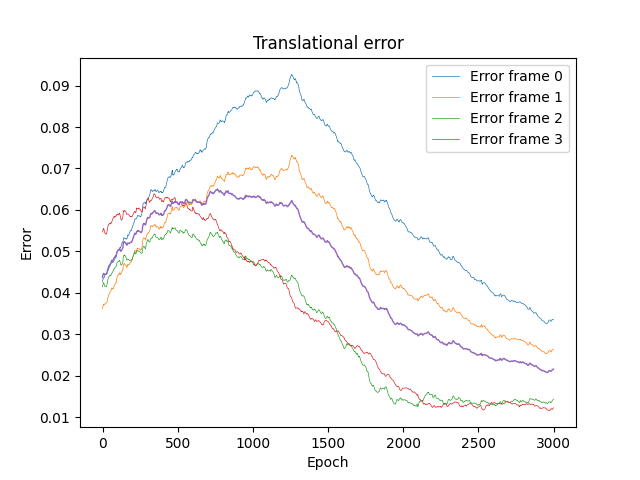 Translational error
Error frame 0
Error frame 1
Error frame 2
Error frame 3
Error
0.09
0.08
0.07
0.06
0.05
0.04
0.03
0.02
0.01
0
500
1000
1500
2000
2500
3000
Epoch